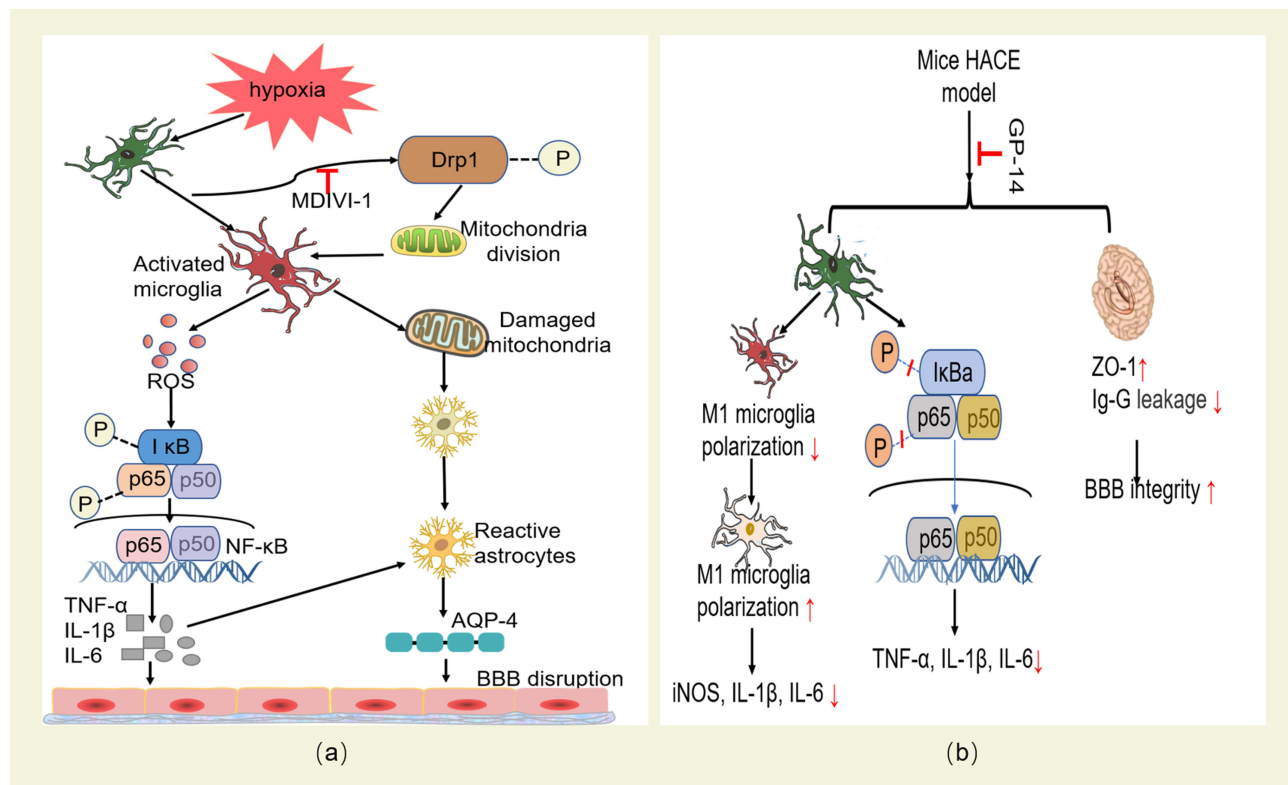 hypoxia
Drp1
P
MDIVI-1
Mitochondria
division
Activated
microglia
Damaged
mitochondria
ROS
P
I κB
p65
p50
P
p65
p50
NF-κB
Reactive
astrocytes
TNF-α
IL-1β
IL-6
AQP-4
BBB disruption
(a)
Mice HACE
model
GP-14
P
IκBa
p65
p50
P
M1 microglia
polarization ↓
M1 microglia
polarization ↑
iNOS, IL-1β, IL-6 ↓
p65
p50
TNF-α, IL-1β, IL-6↓
ZO-1↑
Ig-G leakage ↓
BBB integrity ↑
(b)